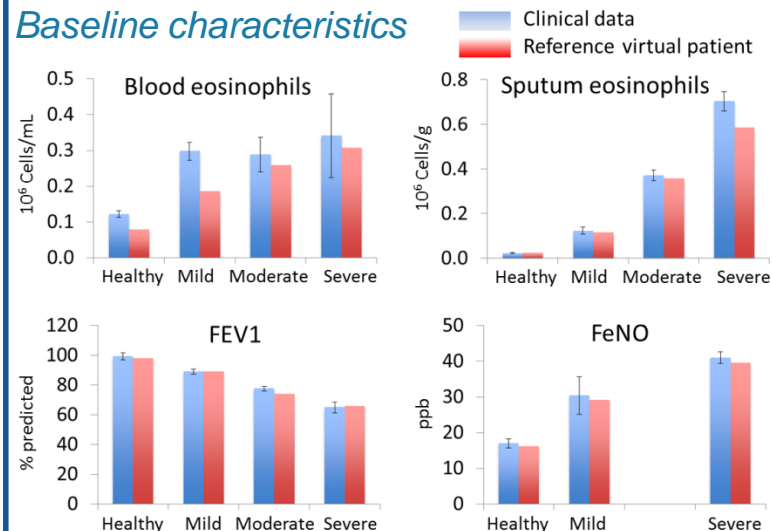 Baseline characteristics
Clinical data
Reference virtual patient
Blood eosinophils
10⁶ Cells/mL
0.5
0.4
0.3
0.2
0.1
0.0
Healthy Mild Moderate Severe
Sputum eosinophils
10⁶ Cells/g
0.8
0.6
0.4
0.2
0.0
Healthy Mild Moderate Severe
FEV1
% predicted
120
100
80
60
40
20
0
Healthy Mild Moderate Severe
FeNO
ppb
50
40
30
20
10
0
Healthy Mild Severe